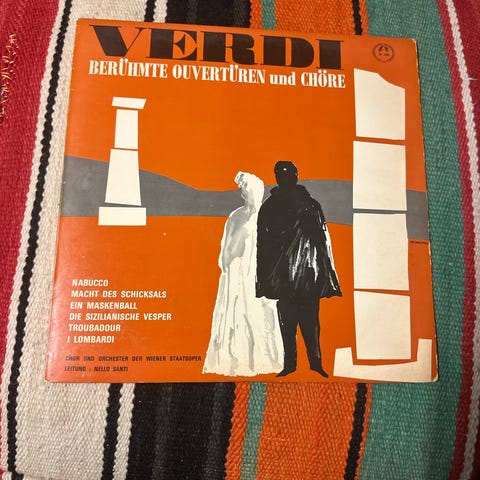 VERDI
BERÜHMTE OUVERTÜREN und CHÖRE
NABUCCO
MACHT DES SCHICKSALS
EIN MASKENBALL
DIE SIZILIANISCHE VESPER
TROUBADOUR
I LOMBARDI
CHOR UND ORCHESTER DER WIENER STAATSOPER
LEITUNG - NELLO SANTI